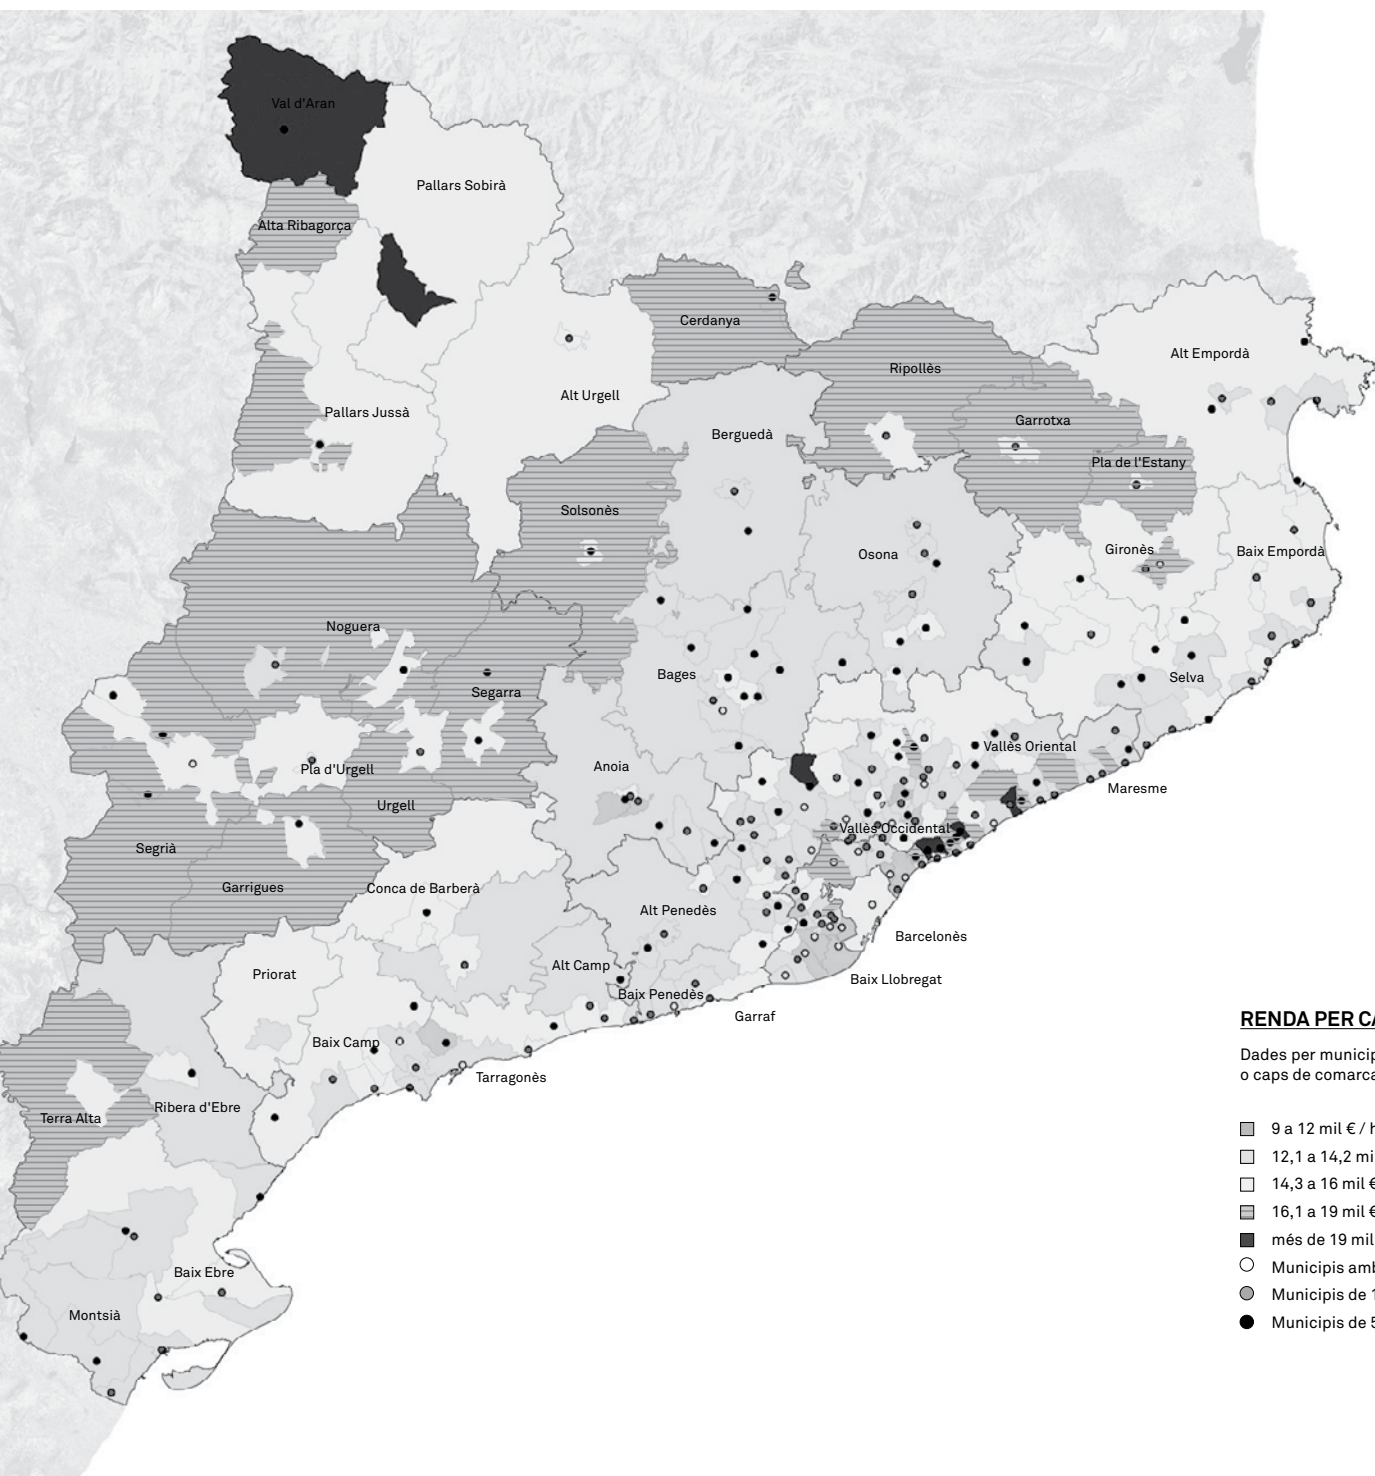 Val d'Aran
Pallars Sobirà
Alta Ribagorça
Cerdanya
Alt Empordà
Ripollès
Alt Urgell
Pallars Jussà
Garrotxa
Berguedà
Pla de l'Estany
Solsonès
Osona
Gironès
Baix Empordà
Noguera
Bages
Selva
Segarra
Vallès Oriental
Anoia
Pla d'Urgell
Maresme
Urgell
Vallès Occidental
Segrià
Garrigues
Conca de Barberà
Alt Penedès
Barcelonès
Alt Camp
Priorat
Baix Llobregat
Baix Penedès
Garraf
Baix Camp
Tarragonès
Ribera d'Ebre
Terra Alta
Baix Ebre
Montsià
RENDA PER CA
Dades per municip
o caps de comarca
9 a 12 mil € / h
12,1 a 14,2 mi
14,3 a 16 mil €
16,1 a 19 mil €
més de 19 mil
Municipis amb
Municipis de 1
Municipis de 5